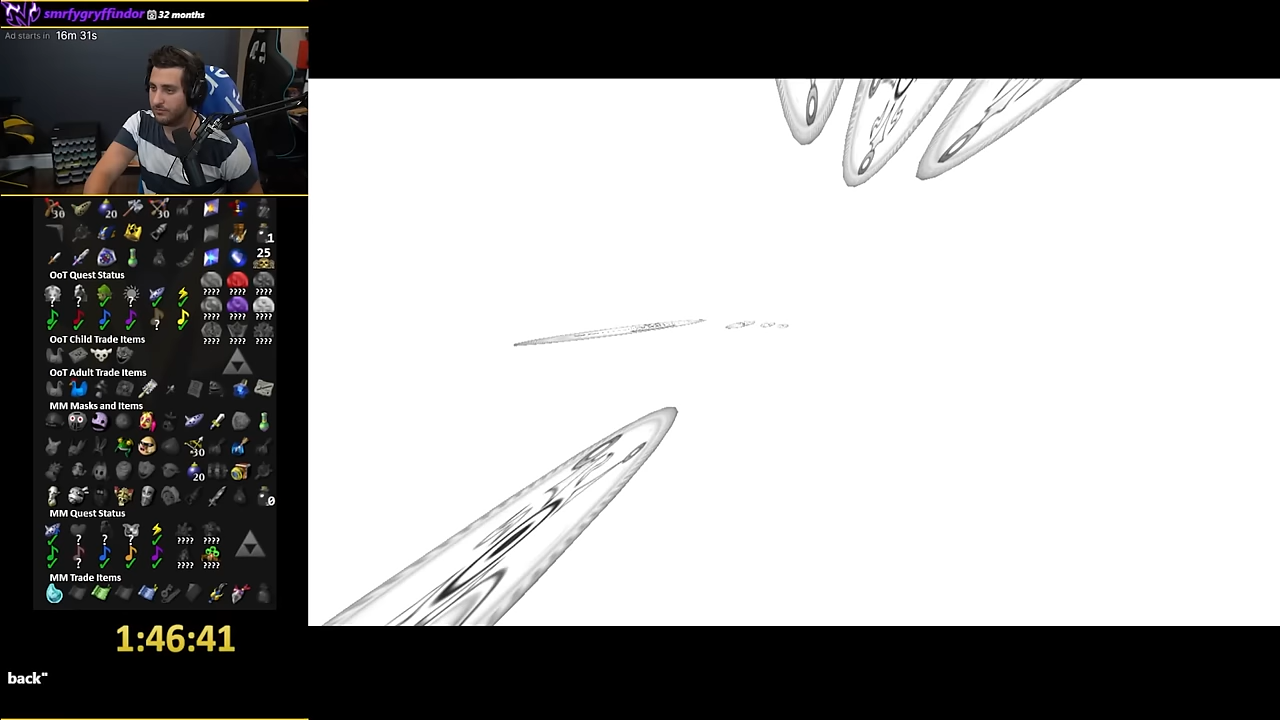 smrfygryffindor 32 months
Ad starts in 16m 31s
30 20 30
1
25
OoT Quest Status
? ? ?
???? ???? ????
???? ???? ????
?
???? ???? ????
OoT Child Trade Items
OoT Adult Trade Items
MM Masks and Items
30
20
0
MM Quest Status
? ? ? ???? ????
? ???? ????
MM Trade Items
1:46:41
back"